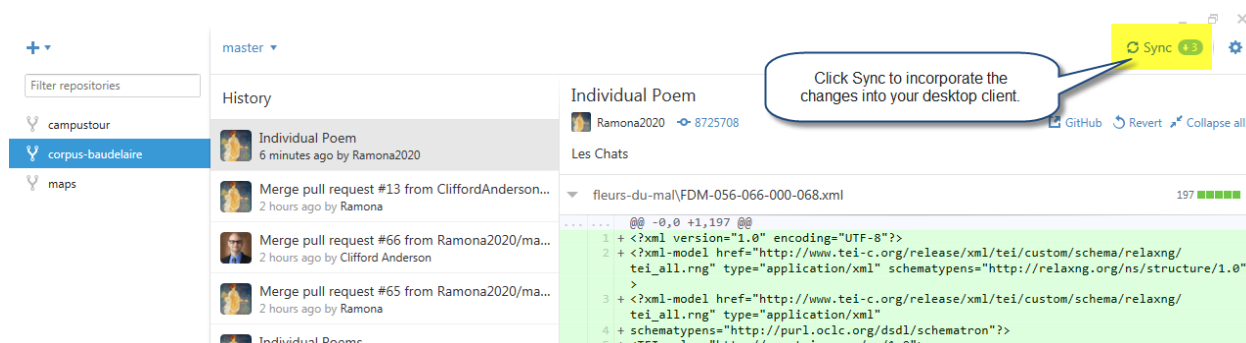 master
Sync 3
Filter repositories
campustour
corpus-baudelaire
maps
History
Individual Poem
6 minutes ago by Ramona2020
Merge pull request #13 from CliffordAnderson...
2 hours ago by Ramona
Merge pull request #66 from Ramona2020/ma...
2 hours ago by Clifford Anderson
Merge pull request #65 from Ramona2020/ma...
2 hours ago by Ramona
Individual Poems
Individual Poem
Click Sync to incorporate the
changes into your desktop client.
Ramona2020 8725708
GitHub Revert Collapse all
Les Chats
fleurs-du-mal\FDM-056-066-000-068.xml 197
... ... @@ -0,0 +1,197 @@
1 + <?xml version="1.0" encoding="UTF-8"?>
2 + <?xml-model href="http://www.tei-c.org/release/xml/tei/custom/schema/relaxng/
tei_all.rng" type="application/xml" schematypens="http://relaxng.org/ns/structure/1.0"
>
3 + <?xml-model href="http://www.tei-c.org/release/xml/tei/custom/schema/relaxng/
tei_all.rng" type="application/xml"
4 + schematypens="http://purl.oclc.org/dsdl/schematron"?>